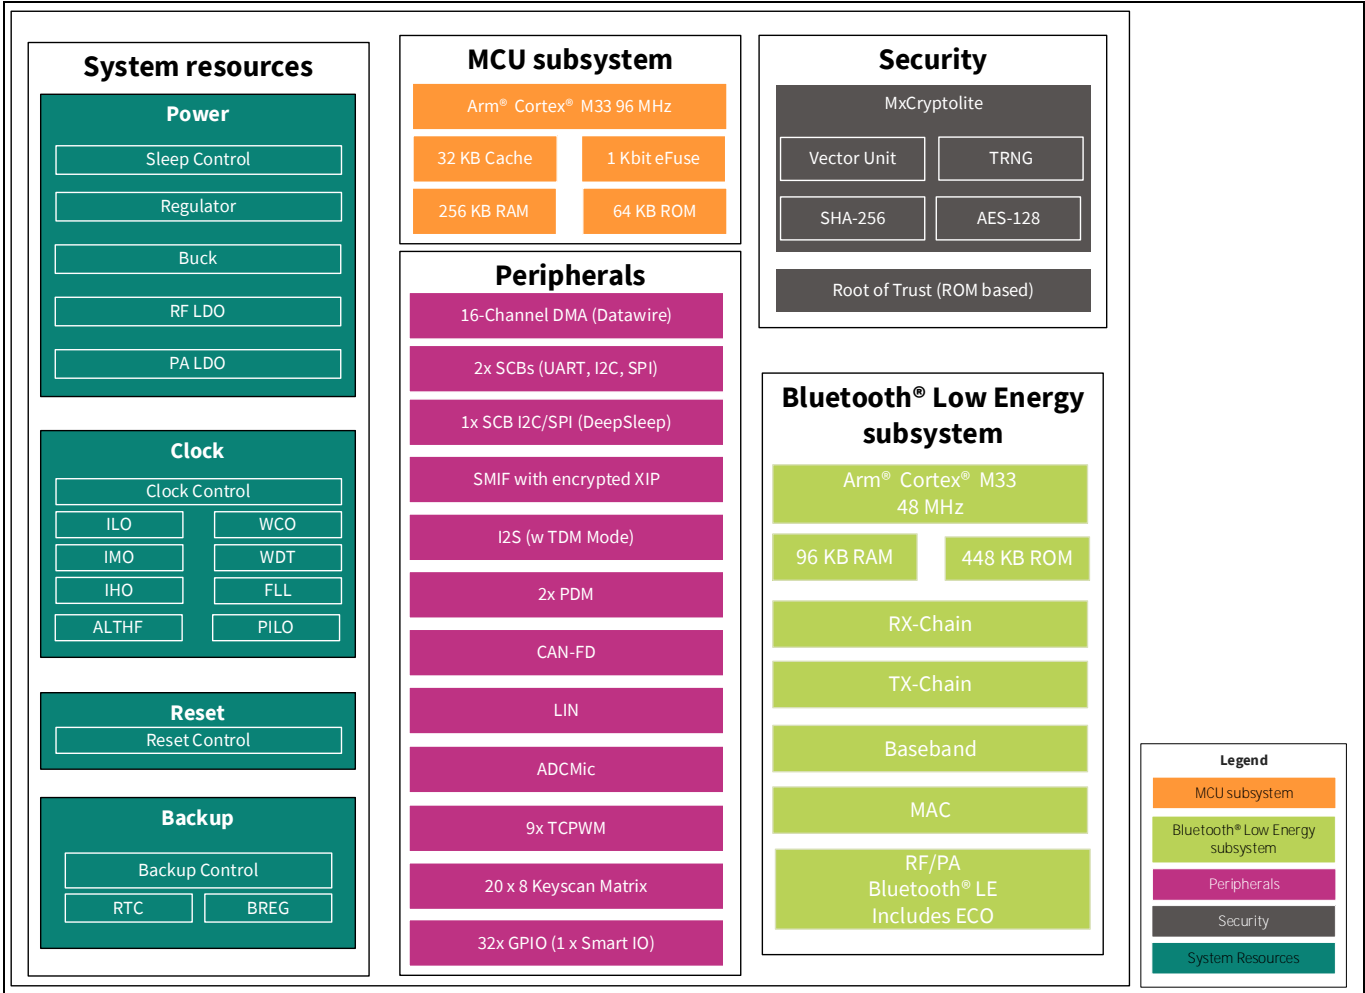 System resources
Power
Sleep Control
Regulator
Buck
RF LDO
PA LDO
Clock
Clock Control
ILO
WCO
IMO
WDT
IHO
FLL
ALTHF
PILO
Reset
Reset Control
Backup
Backup Control
RTC
BREG
MCU subsystem
Arm® Cortex® M33 96 MHz
32 KB Cache
1 Kbit eFuse
256 KB RAM
64 KB ROM
Peripherals
16-Channel DMA (Datawire)
2x SCBs (UART, I2C, SPI)
1x SCB I2C/SPI (DeepSleep)
SMIF with encrypted XIP
I2S (w TDM Mode)
2x PDM
CAN-FD
LIN
ADCMic
9x TCPWM
20 x 8 Keyscan Matrix
32x GPIO (1 x Smart IO)
Security
MxCryptolite
Vector Unit
TRNG
SHA-256
AES-128
Root of Trust (ROM based)
Bluetooth® Low Energy
subsystem
Arm® Cortex® M33
48 MHz
96 KB RAM
448 KB ROM
RX-Chain
TX-Chain
Baseband
MAC
RF/PA
Bluetooth® LE
Includes ECO
Legend
MCU subsystem
Bluetooth® Low Energy
subsystem
Peripherals
Security
System Resources